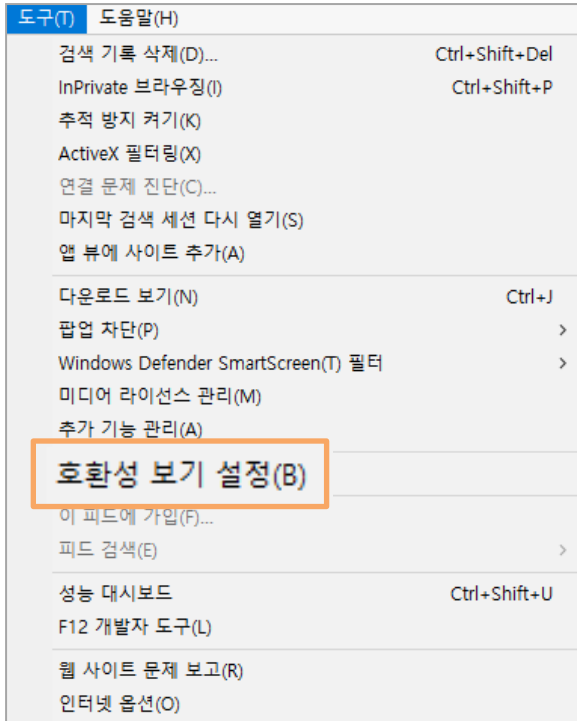 도구(T) 도움말(H)
검색 기록 삭제(D)... Ctrl+Shift+Del
InPrivate 브라우징(I) Ctrl+Shift+P
추적 방지 켜기(K)
ActiveX 필터링(X)
연결 문제 진단(C)...
마지막 검색 세션 다시 열기(S)
앱 뷰에 사이트 추가(A)
다운로드 보기(N) Ctrl+J
팝업 차단(P)
Windows Defender SmartScreen(T) 필터
미디어 라이선스 관리(M)
추가 기능 관리(A)
호환성 보기 설정(B)
이 피드에 가입(F)...
피드 검색(E)
성능 대시보드 Ctrl+Shift+U
F12 개발자 도구(L)
웹 사이트 문제 보고(R)
인터넷 옵션(O)